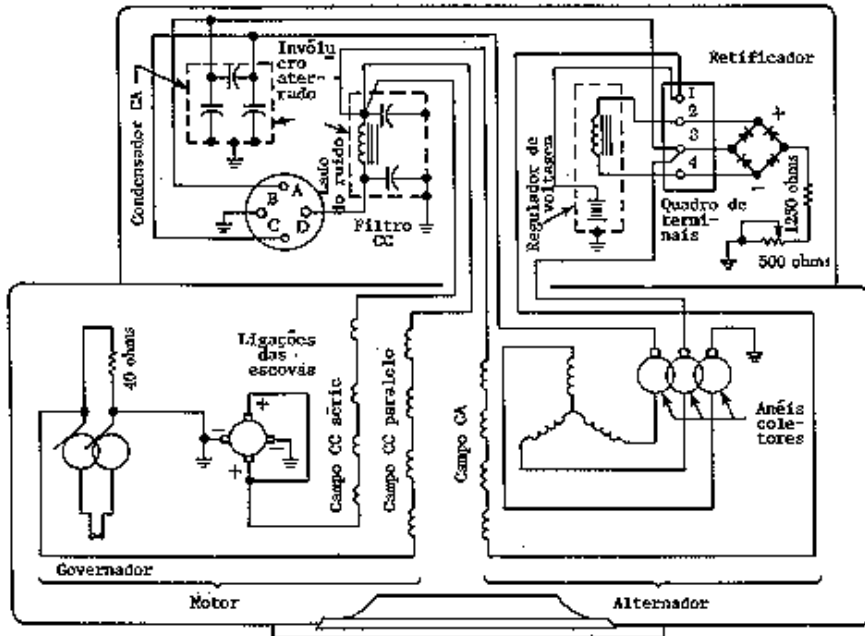 Condensador CA
Invólu
cro
ater-
rado
Lado
do ruído
Filtro
CC
A
B
C
D
Retificador
Regulador de
voltagem
1
2
3
4
+
-
Quadro de
termi-
nais
1250 ohms
500 ohms
40 ohms
Ligações
das
escovas
+
-
-
+
Campo CC série
Campo CC paralelo
Campo CA
Anéis
cole-
tores
Governador
Motor
Alternador